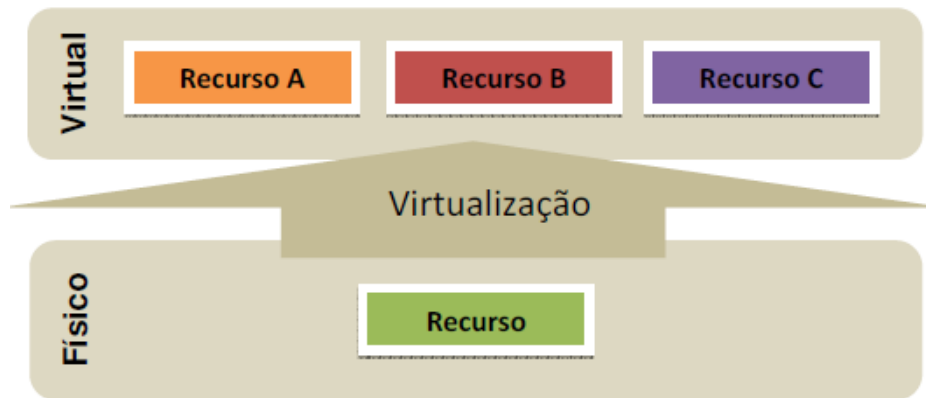 Virtual
Recurso A
Recurso B
Recurso C
Virtualização
Físico
Recurso